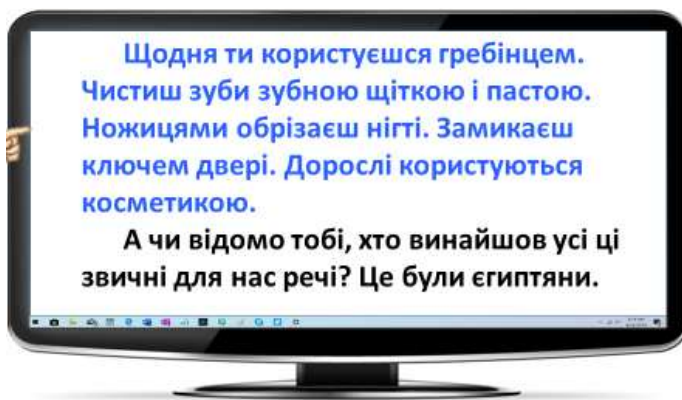 Щодня ти користуєшся гребінцем.
Чистиш зуби зубною щіткою і пастою.
Ножицями обрізаєш нігті. Замикаєш
ключем двері. Дорослі користуються
косметикою.
А чи відомо тобі, хто винайшов усі ці
звичні для нас речі? Це були єгиптяни.